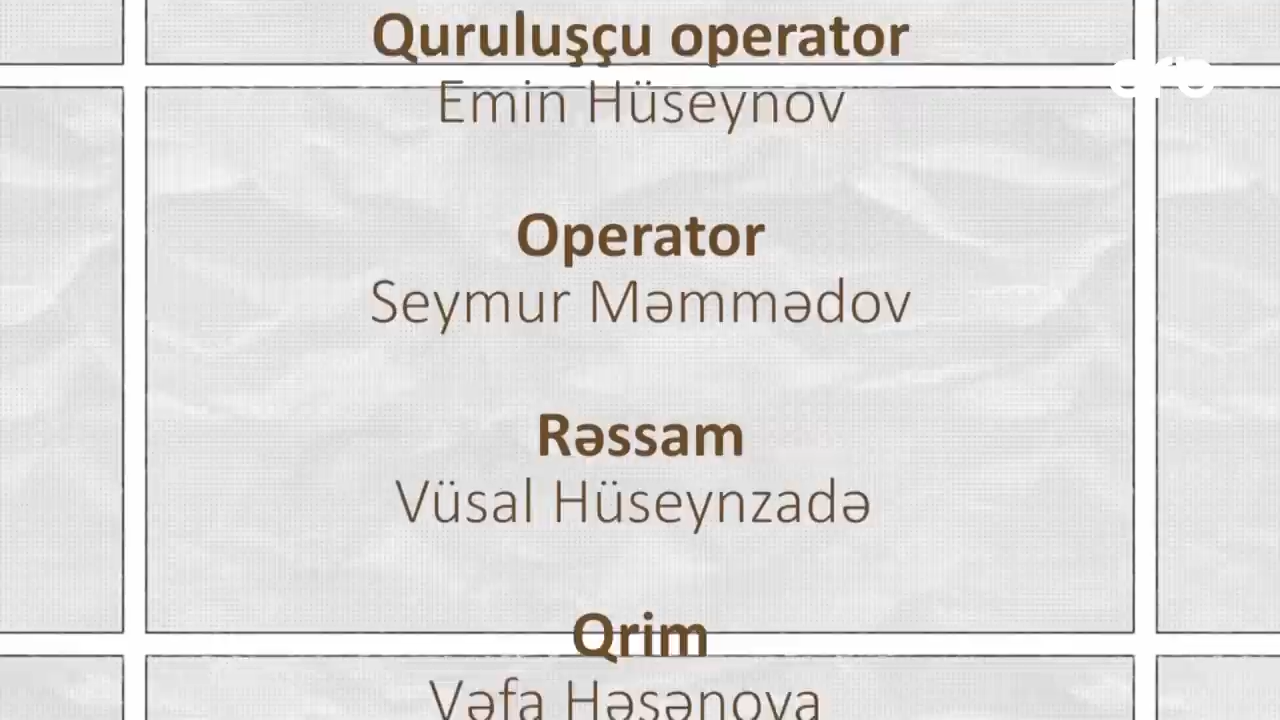 Quruluşçu operator
Emin Hüseynov
Operator
Seymur Məmmədov
Rəssam
Vüsal Hüseynzadə
Qrim
Vəfa Həsənova